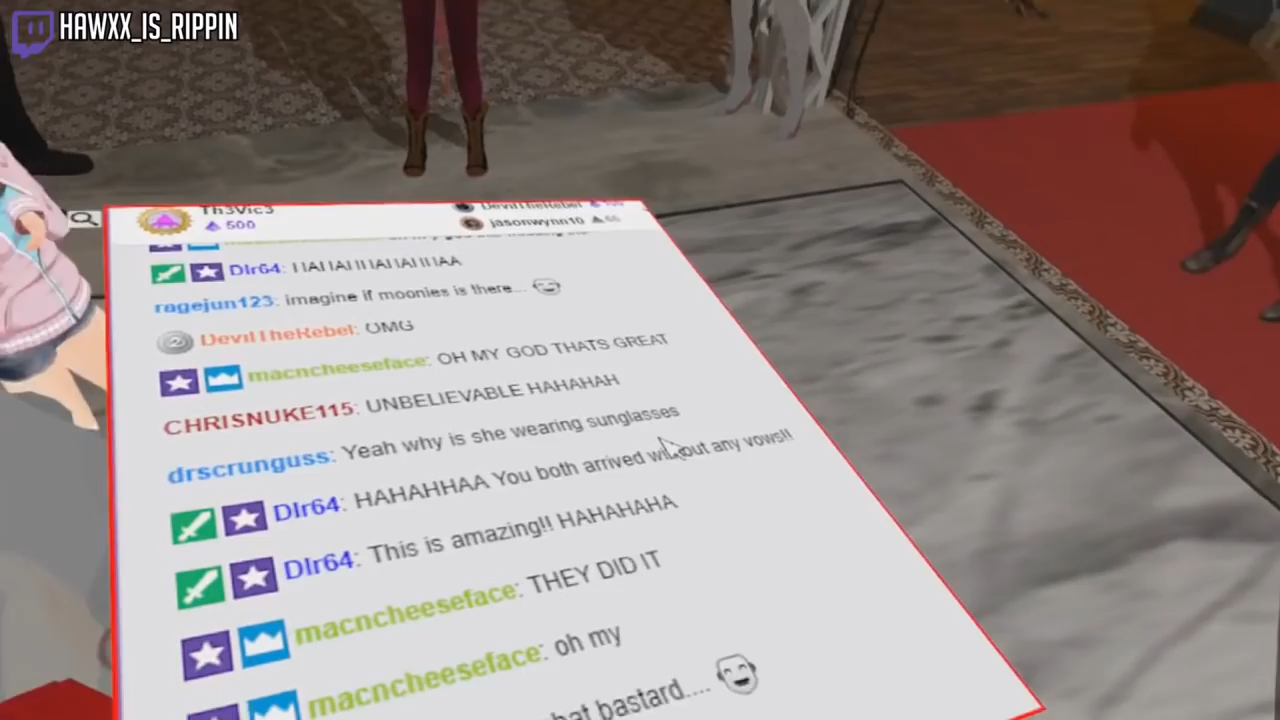 HAWXX_IS_RIPPIN
Th3Vic3
500
DevilTheRebel
jasonwynn10
Dlr64: HAHAHHAHAHHAA
ragejun123: imagine if moonies is there...
2 DevilTheRebel: OMG
macncheeseface: OH MY GOD THATS GREAT
CHRISNUKE115: UNBELIEVABLE HAHAHAH
drscrunguss: Yeah why is she wearing sunglasses
Dlr64: HAHAHHAA You both arrived without any vows!!
Dlr64: This is amazing!! HAHAHAHA
macncheeseface: THEY DID IT
macncheeseface: oh my
bastard....